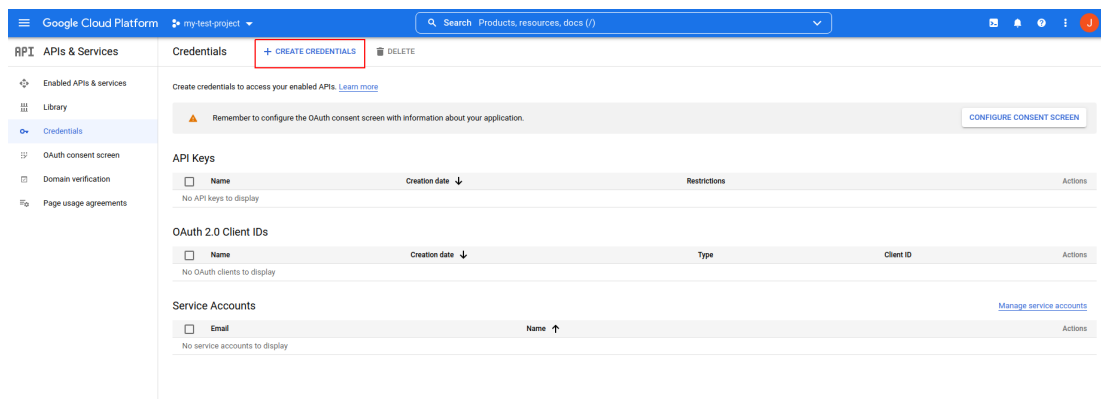 Google Cloud Platform my-test-project Search Products, resources, docs (/) J
API APIs & Services Credentials + CREATE CREDENTIALS DELETE
Enabled APIs & services
Library
Credentials
OAuth consent screen
Domain verification
Page usage agreements
Create credentials to access your enabled APIs. Learn more
Remember to configure the OAuth consent screen with information about your application. CONFIGURE CONSENT SCREEN
API Keys
Name Creation date Restrictions Actions
No API keys to display
OAuth 2.0 Client IDs
Name Creation date Type Client ID Actions
No OAuth clients to display
Service Accounts Manage service accounts
Email Name Actions
No service accounts to display